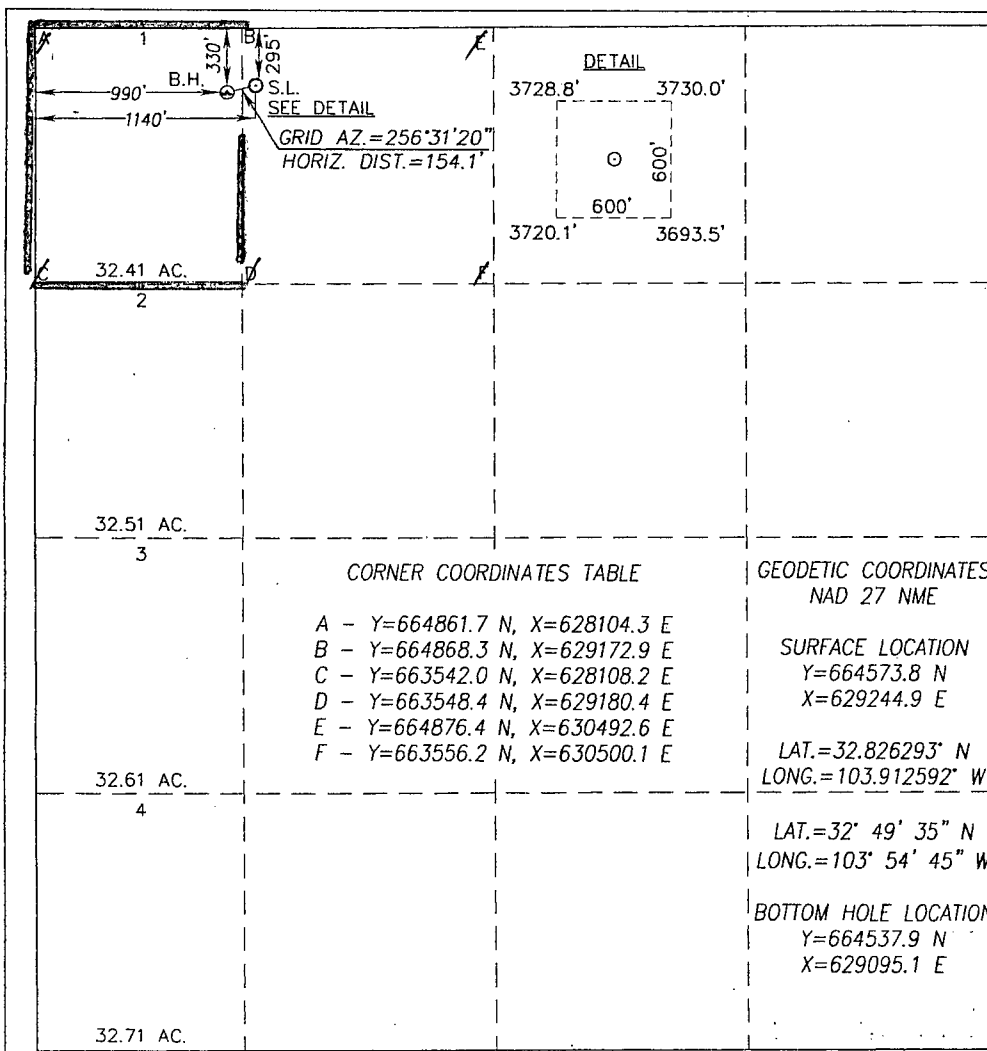 A
1
B
E
330'
295'
B.H.
S.L.
990'
SEE DETAIL
1140'
GRID AZ.=256°31'20"
HORIZ. DIST.=154.1'
DETAIL
3728.8'
3730.0'
600'
600'
3720.1'
3693.5'
C
32.41 AC.
D
F
2
32.51 AC.
3
CORNER COORDINATES TABLE
A - Y=664861.7 N, X=628104.3 E
B - Y=664868.3 N, X=629172.9 E
C - Y=663542.0 N, X=628108.2 E
D - Y=663548.4 N, X=629180.4 E
E - Y=664876.4 N, X=630492.6 E
F - Y=663556.2 N, X=630500.1 E
GEODETIC COORDINATES
NAD 27 NME
SURFACE LOCATION
Y=664573.8 N
X=629244.9 E
LAT.=32.826293° N
LONG.=103.912592° W
LAT.=32° 49' 35" N
LONG.=103° 54' 45" W
BOTTOM HOLE LOCATION
Y=664537.9 N
X=629095.1 E
32.61 AC.
4
32.71 AC.